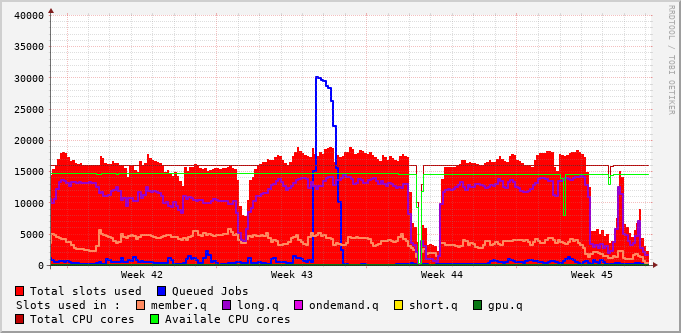 40000
35000
30000
25000
20000
15000
10000
5000
0
Week 42 Week 43 Week 44 Week 45
Total slots used Queued Jobs
Slots used in : member.q long.q ondemand.q short.q gpu.q
Total CPU cores Availale CPU cores
RRDTOOL / TOBI OETIKER